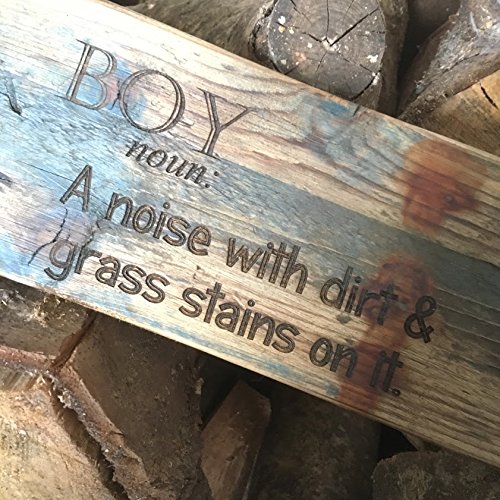 BOY
noun:
A noise with dirt &
grass stains on it.